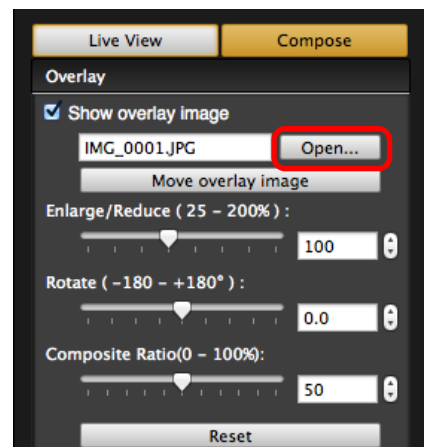 Live View Compose
Overlay
Show overlay image
IMG_0001.JPG Open...
Move overlay image
Enlarge/Reduce ( 25 – 200% ) :
100
Rotate ( –180 – +180° ) :
0.0
Composite Ratio(0 – 100%):
50
Reset